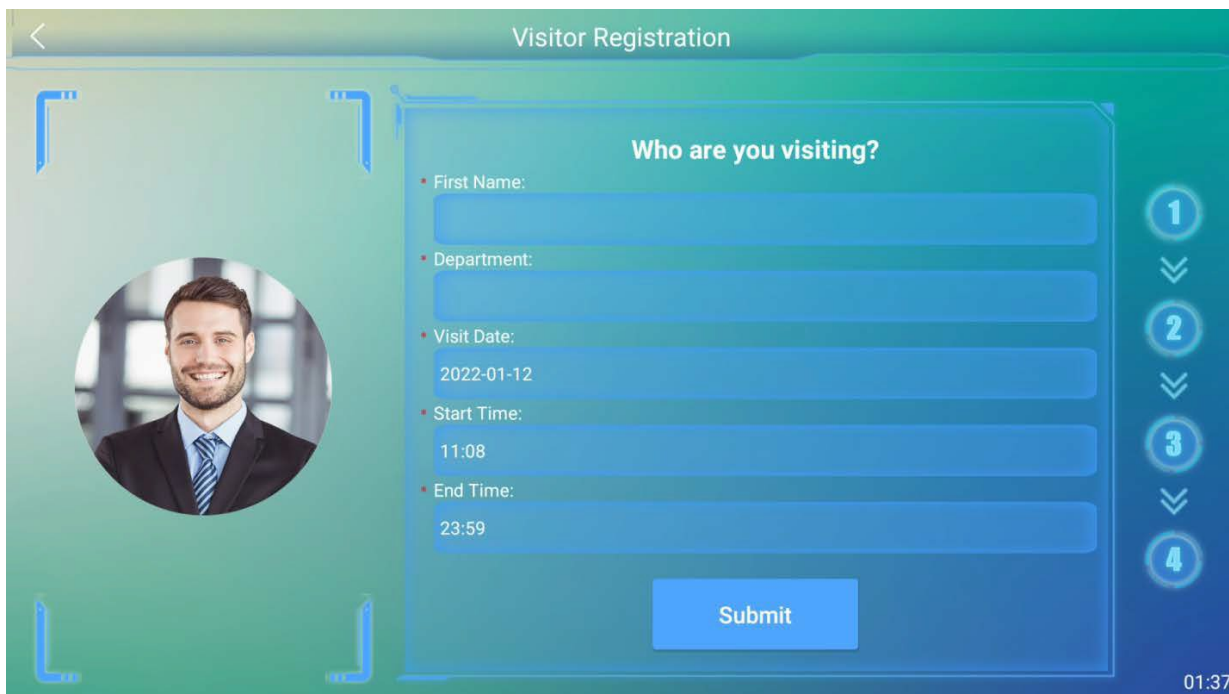 Visitor Registration
Who are you visiting?
* First Name:
* Department:
* Visit Date:
2022-01-12
* Start Time:
11:08
* End Time:
23:59
Submit
1
2
3
4
01:37